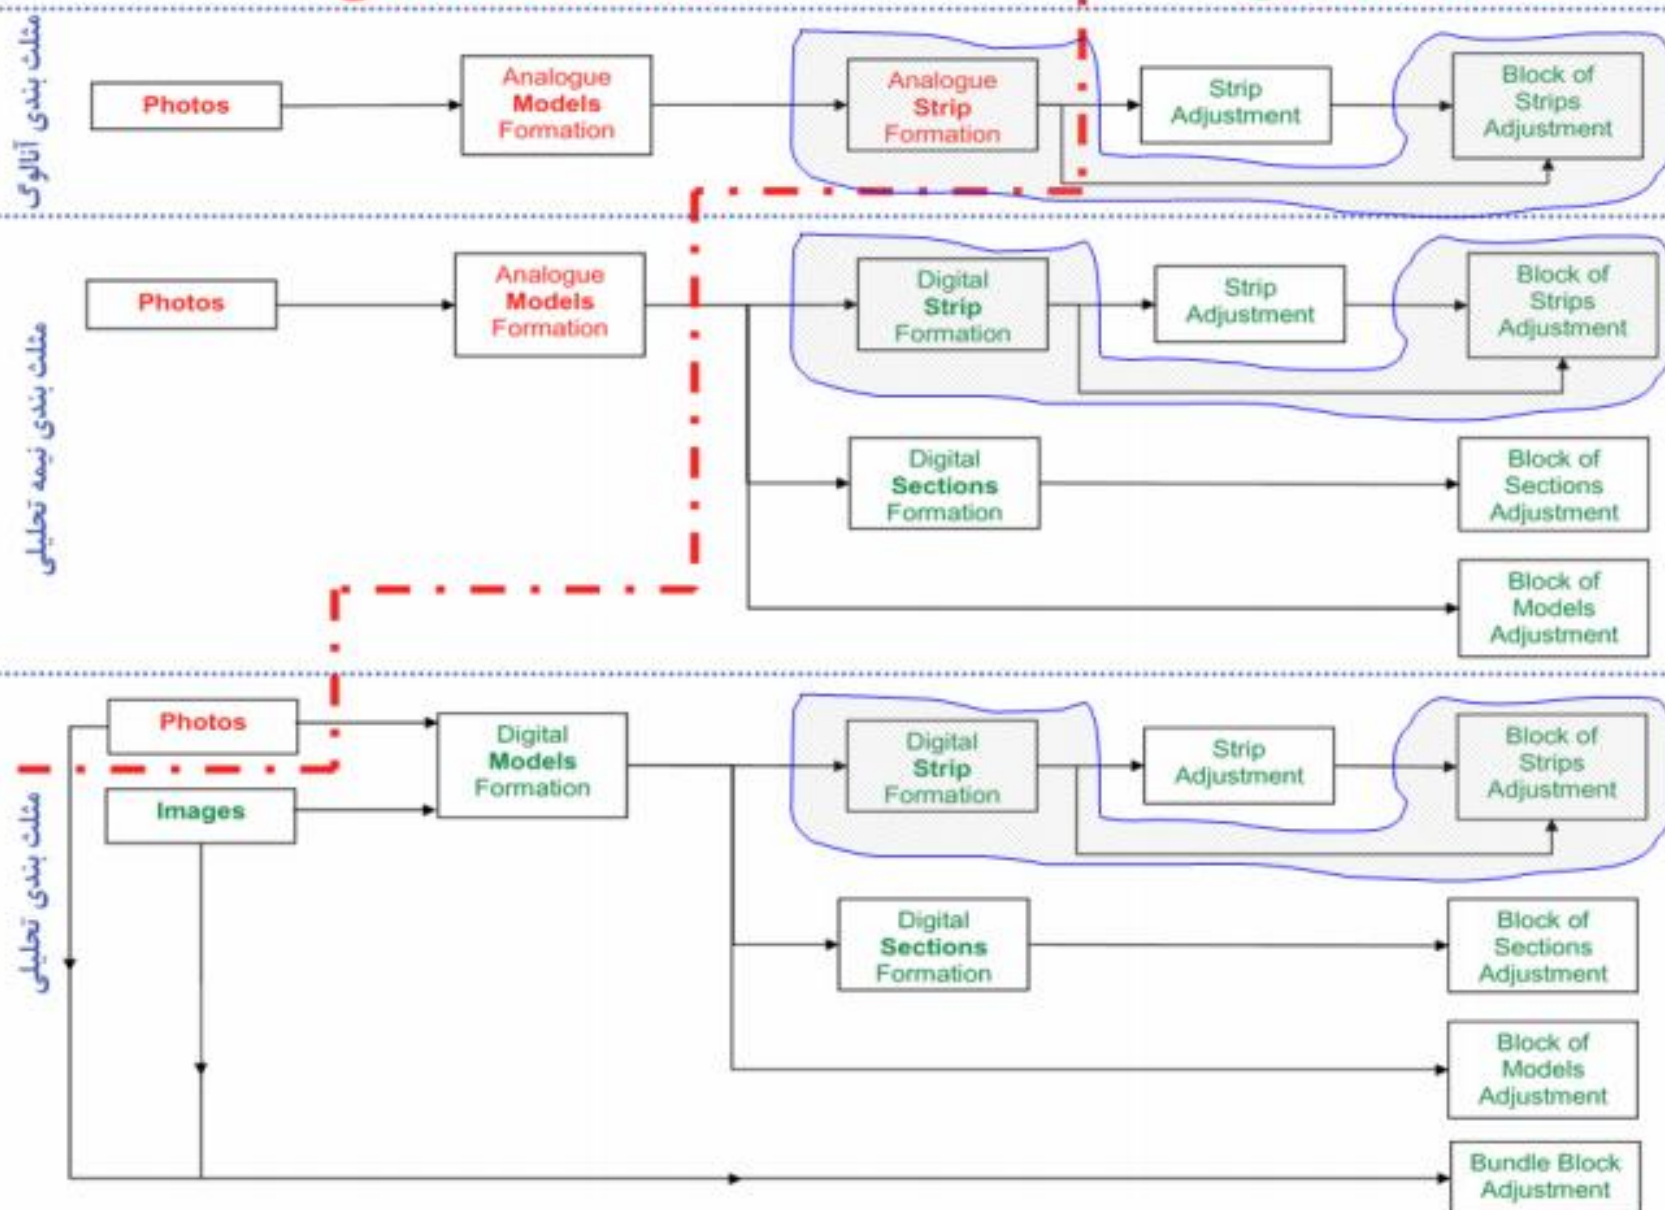 مثلث بندی آنالوگ
Photos
Analogue
Models
Formation
Analogue
Strip
Formation
Strip
Adjustment
Block of
Strips
Adjustment
مثلث بندی نیمه تحلیلی
Photos
Analogue
Models
Formation
Digital
Strip
Formation
Strip
Adjustment
Block of
Strips
Adjustment
Digital
Sections
Formation
Block of
Sections
Adjustment
Block of
Models
Adjustment
مثلث بندی تحلیلی
Photos
Images
Digital
Models
Formation
Digital
Strip
Formation
Strip
Adjustment
Block of
Strips
Adjustment
Digital
Sections
Formation
Block of
Sections
Adjustment
Block of
Models
Adjustment
Bundle Block
Adjustment